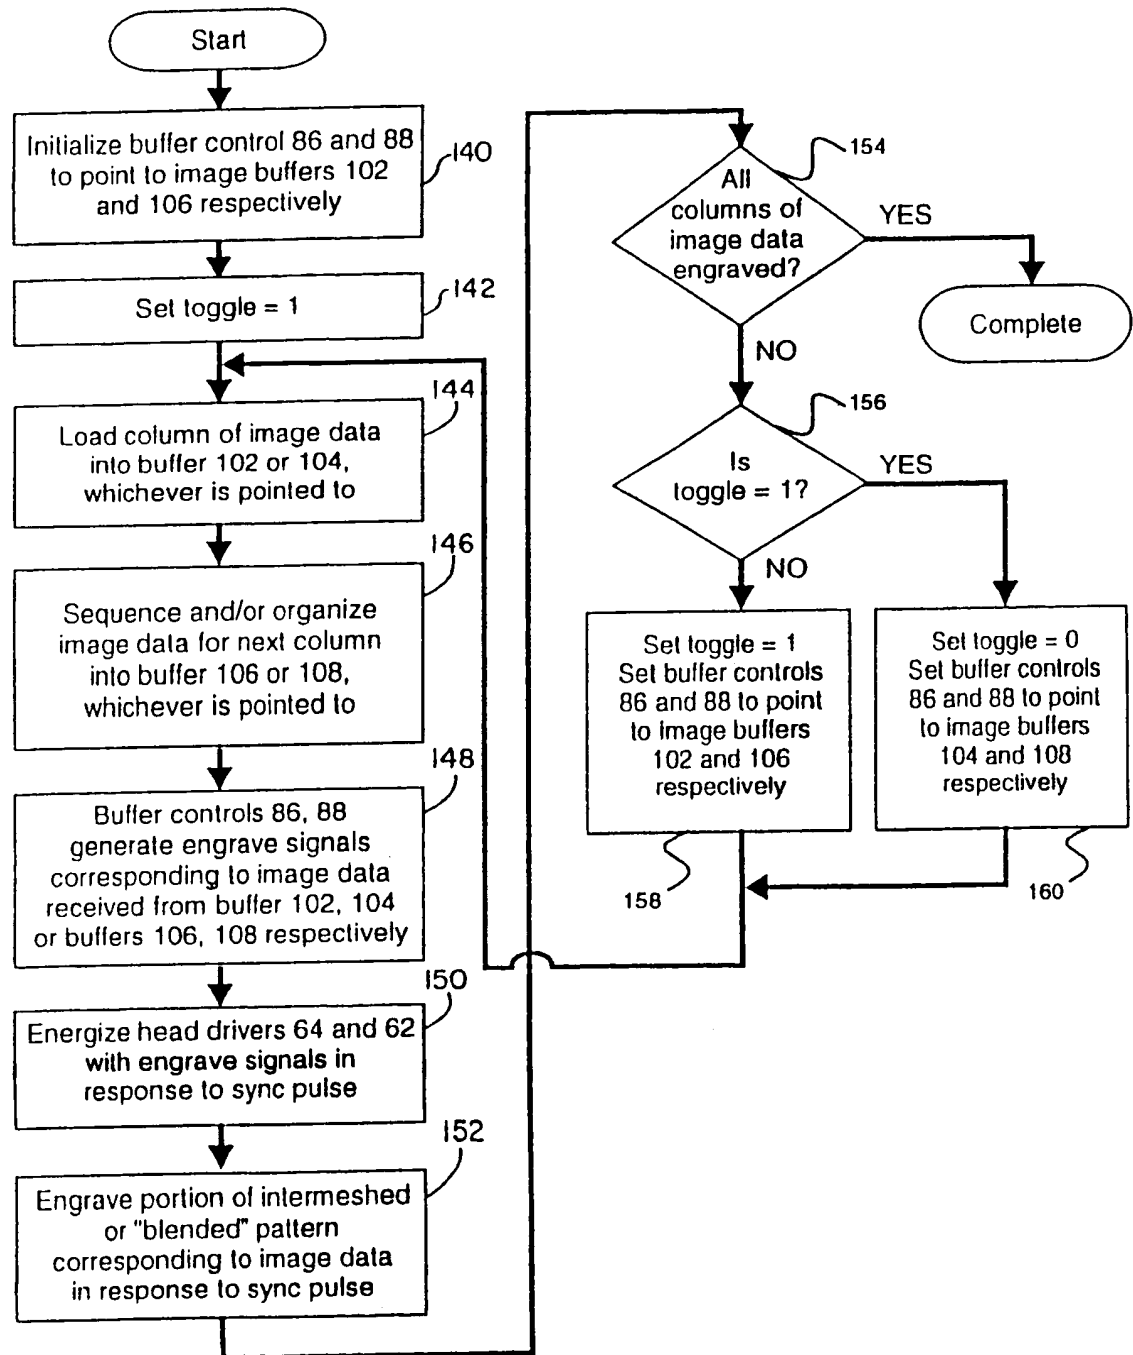 Start
Initialize buffer control 86 and 88
to point to image buffers 102
and 106 respectively
140
Set toggle = 1
142
144
Load column of image data
into buffer 102 or 104,
whichever is pointed to
146
Sequence and/or organize
image data for next column
into buffer 106 or 108,
whichever is pointed to
148
Buffer controls 86, 88
generate engrave signals
corresponding to image data
received from buffer 102, 104
or buffers 106, 108 respectively
150
Energize head drivers 64 and 62
with engrave signals in
response to sync pulse
152
Engrave portion of intermeshed
or "blended" pattern
corresponding to image data
in response to sync pulse
154
All
columns of
image data
engraved?
YES
Complete
NO
156
Is
toggle = 1?
YES
NO
Set toggle = 1
Set buffer controls
86 and 88 to point
to image buffers
102 and 106
respectively
158
Set toggle = 0
Set buffer controls
86 and 88 to point
to image buffers
104 and 108
respectively
160